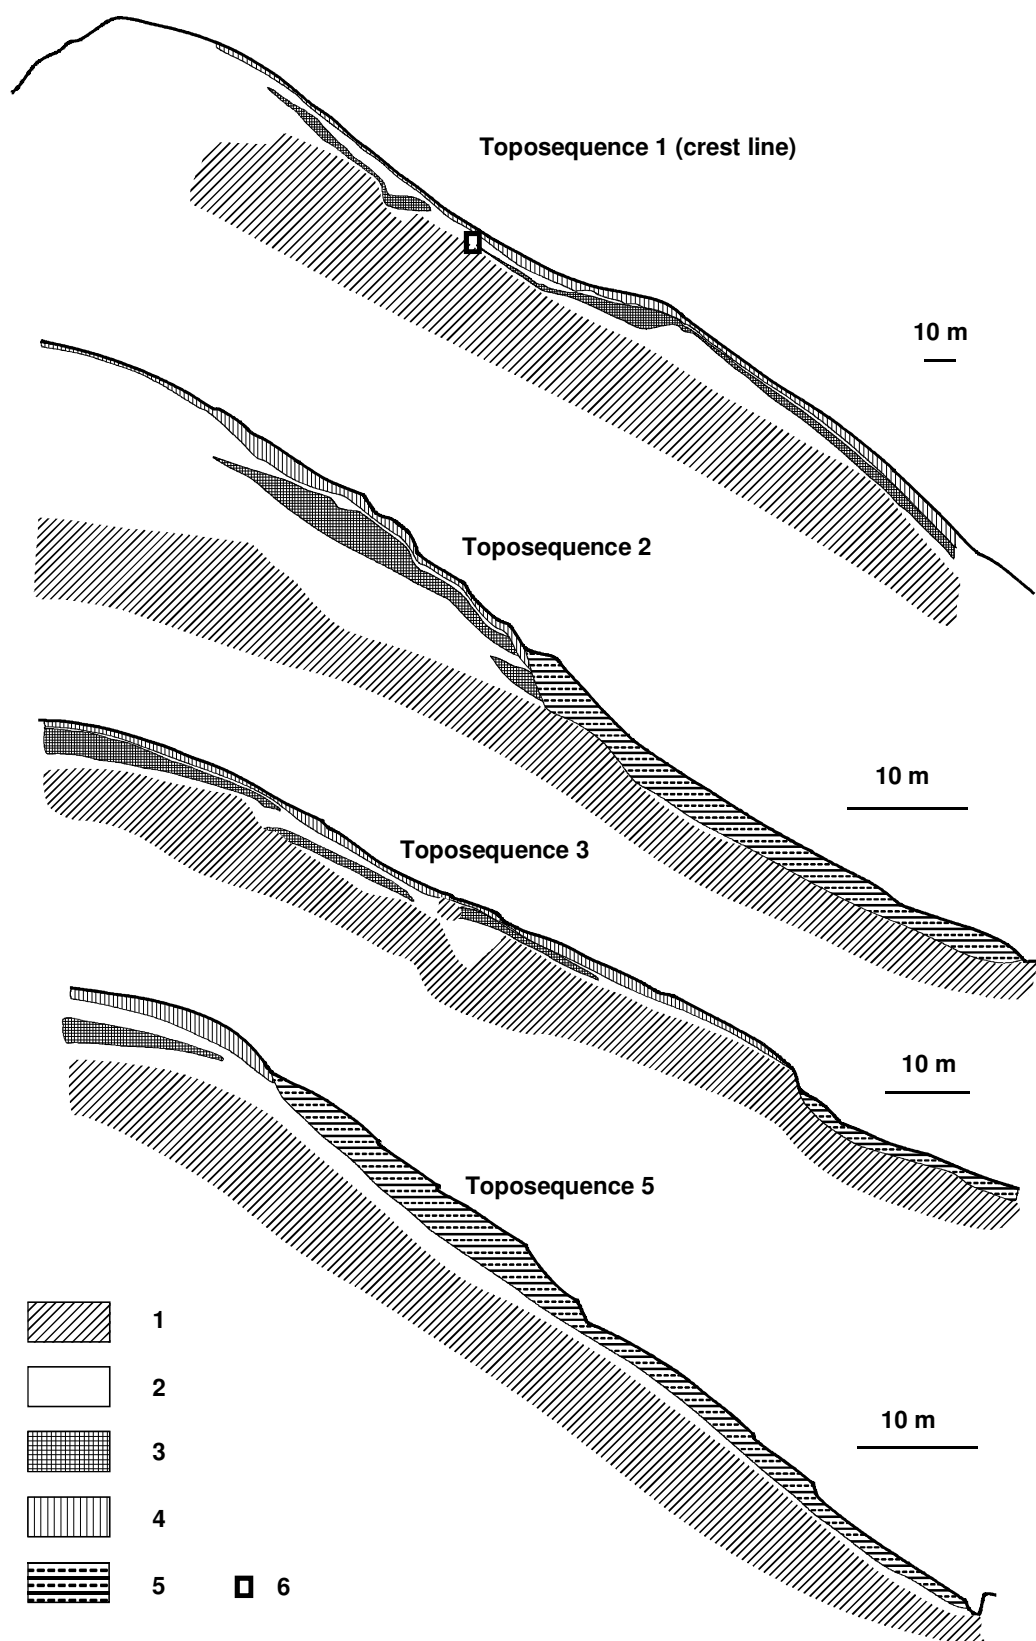 Toposequence 1 (crest line)
10 m
Toposequence 2
10 m
Toposequence 3
10 m
Toposequence 5
1
2
3
4
5
6
10 m